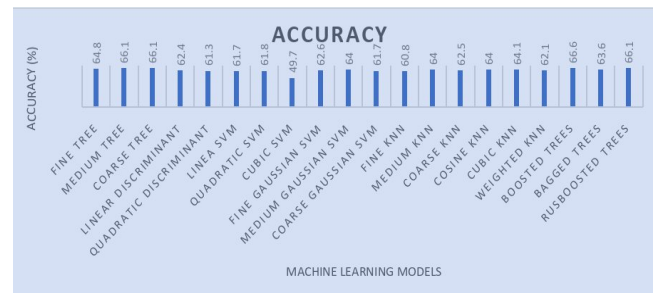 ACCURACY
ACCURACY (%)
64.8
66.1
66.1
62.4
61.3
61.7
61.8
49.7
62.6
64
61.7
60.8
64
62.5
64
64.1
62.1
66.6
63.6
66.1
FINE TREE
MEDIUM TREE
COARSE TREE
LINEAR DISCRIMINANT
QUADRATIC DISCRIMINANT
LINEA SVM
QUADRATIC SVM
CUBIC SVM
FINE GAUSSIAN SVM
MEDIUM GAUSSIAN SVM
COARSE GAUSSIAN SVM
FINE KNN
MEDIUM KNN
COARSE KNN
COSINE KNN
CUBIC KNN
WEIGHTED KNN
BOOSTED TREES
BAGGED TREES
RUSBOOSTED TREES
MACHINE LEARNING MODELS